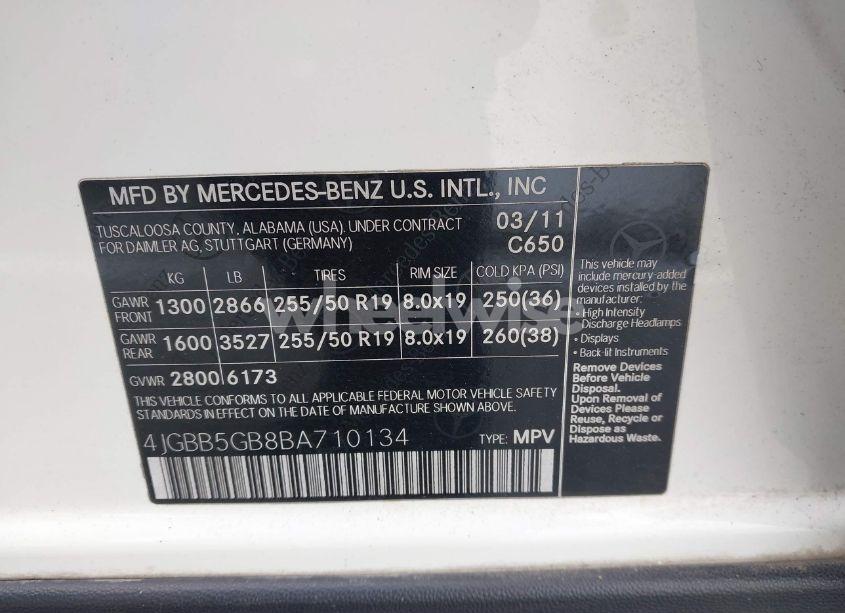 MFD BY MERCEDES-BENZ U.S. INTL., INC
TUSCALOOSA COUNTY, ALABAMA (USA). UNDER CONTRACT
FOR DAIMLER AG, STUTTGART (GERMANY)
03/11
C650
KG LB TIRES RIM SIZE COLD KPA (PSI)
GAWR FRONT 1300 2866 255/50 R19 8.0x19 250(36)
GAWR REAR 1600 3527 255/50 R19 8.0x19 260(38)
GVWR 2800 6173
THIS VEHICLE CONFORMS TO ALL APPLICABLE FEDERAL MOTOR VEHICLE SAFETY
STANDARDS IN EFFECT ON THE DATE OF MANUFACTURE SHOWN ABOVE.
4JGBB5GB8BA710134
TYPE: MPV
This vehicle may
include mercury-added
devices installed by the
manufacturer:
• High Intensity
Discharge Headlamps
• Displays
• Back-lit Instruments
Remove Devices
Before Vehicle
Disposal.
Upon Removal of
Devices Please
Reuse, Recycle or
Dispose as
Hazardous Waste.
wheelwise